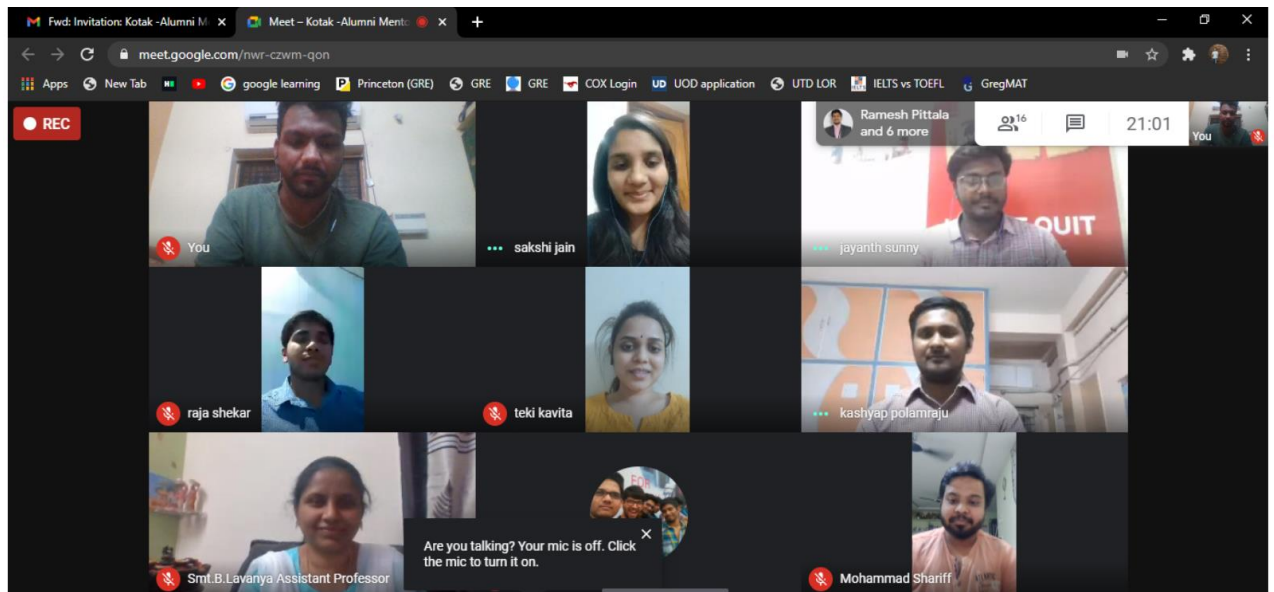 Fwd: Invitation: Kotak -Alumni M
Meet – Kotak -Alumni Mento
meet.google.com/nwr-czwm-qon
Apps
New Tab
google learning
Princeton (GRE)
GRE
GRE
COX Login
UD
UOD application
UTD LOR
IELTS vs TOEFL
GregMAT
REC
Ramesh Pittala
and 6 more
16
21:01
You
QUIT
You
sakshi jain
jayanth sunny
raja shekar
teki kavita
kashyap polamraju
FOR
Are you talking? Your mic is off. Click
the mic to turn it on.
Smt.B.Lavanya Assistant Professor
Mohammad Shariff